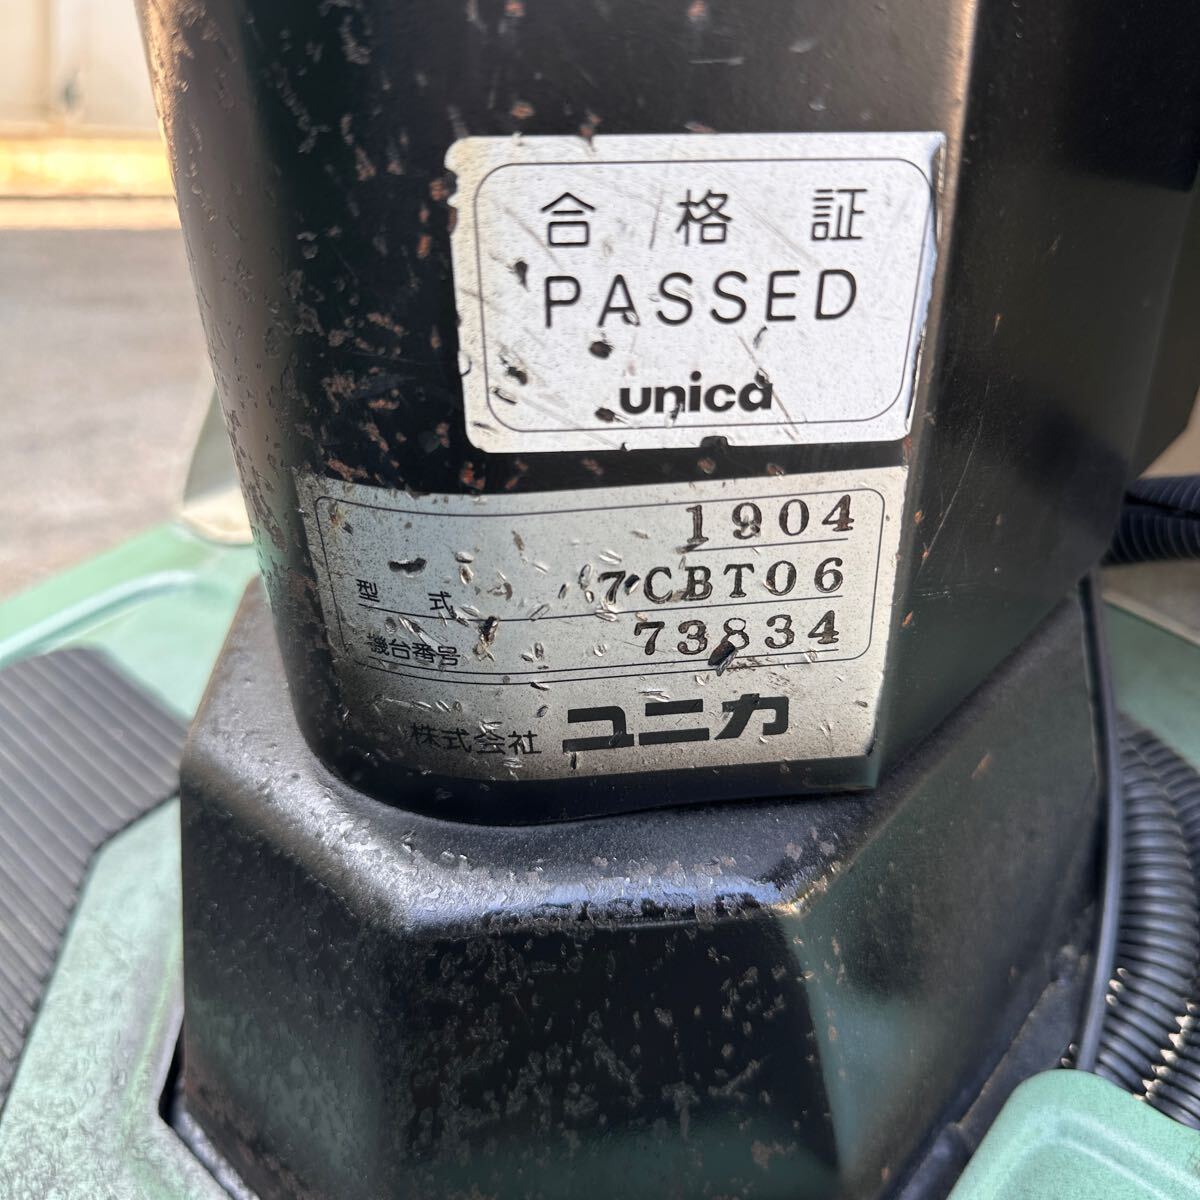 合格証
PASSED
unica
1904
型式 7CBT06
機台番号 73834
株式会社 ユニカ